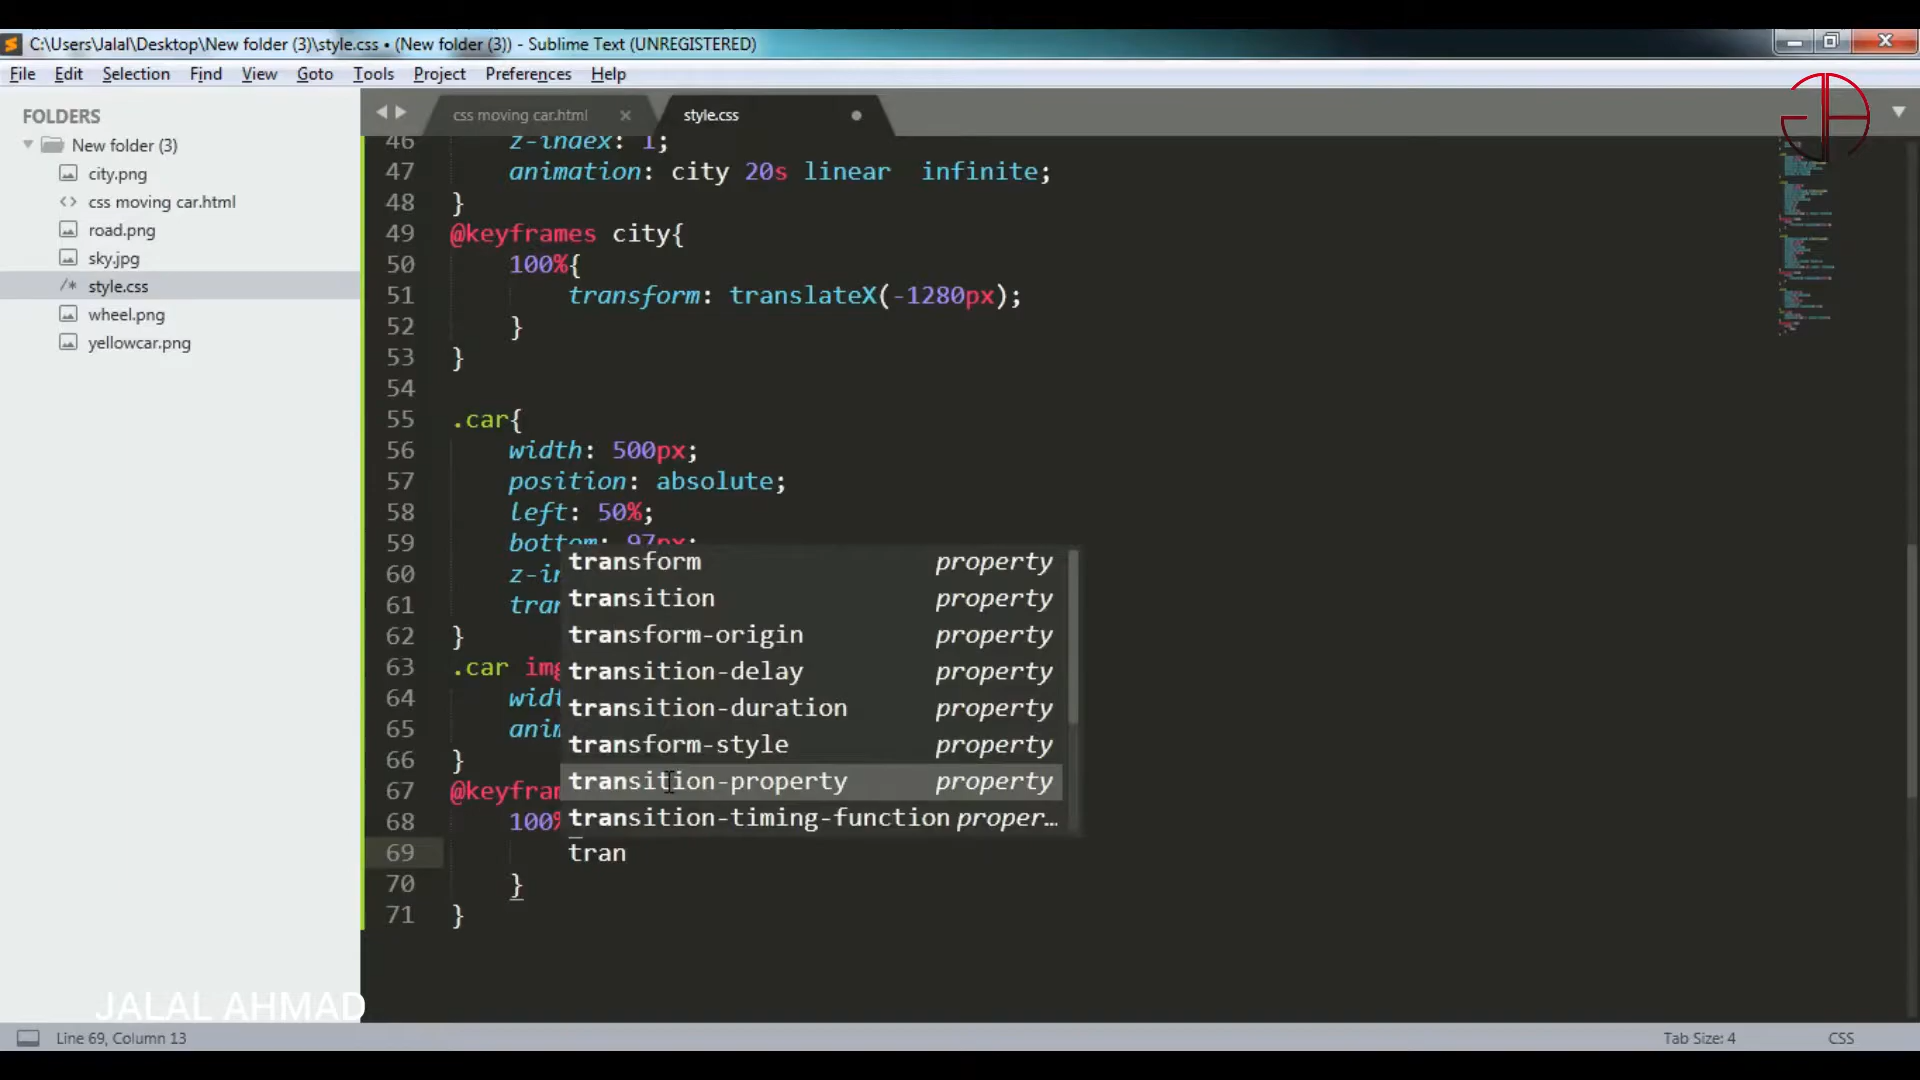 C:\Users\Jalal\Desktop\New folder (3)\style.css • (New folder (3)) - Sublime Text (UNREGISTERED)
File Edit Selection Find View Goto Tools Project Preferences Help
FOLDERS
New folder (3)
city.png
<> css moving car.html
road.png
sky.jpg
/* style.css
wheel.png
yellowcar.png
css moving car.html
style.css
46 z-index: 1;
47 animation: city 20s linear  infinite;
48 }
49 @keyframes city{
50 100%{
51 transform: translateX(-1280px);
52 }
53 }
54
55 .car{
56 width: 500px;
57 position: absolute;
58 left: 50%;
59 bottom: 97px;
60 z-in
61 tran
62 }
63 .car img
64 widt
65 anim
66 }
67 @keyfram
68 100%
69 tran
70 }
71 }
transform property
transition property
transform-origin property
transition-delay property
transition-duration property
transform-style property
transition-property property
transition-timing-function proper…
JALAL AHMAD
Line 69, Column 13
Tab Size: 4
CSS